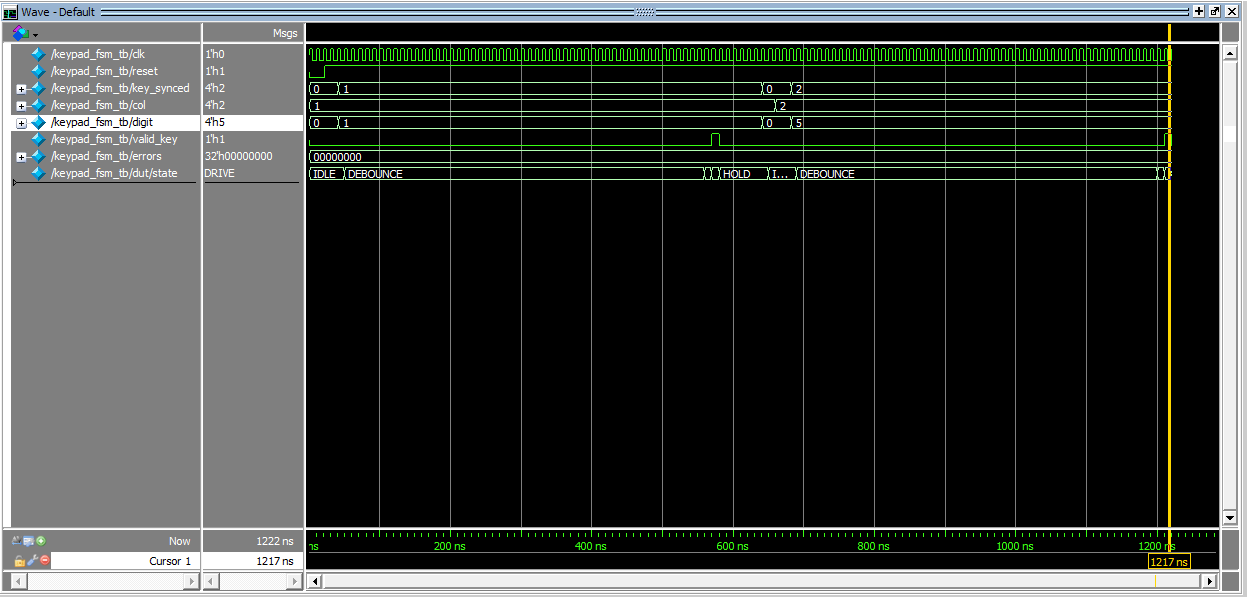 Wave - Default
Msgs
/keypad_fsm_tb/clk 1'h0
/keypad_fsm_tb/reset 1'h1
/keypad_fsm_tb/key_synced 4'h2 0 1 0 2
/keypad_fsm_tb/col 4'h2 1 2
/keypad_fsm_tb/digit 4'h5 0 1 0 5
/keypad_fsm_tb/valid_key 1'h1
/keypad_fsm_tb/errors 32'h00000000 00000000
/keypad_fsm_tb/dut/state DRIVE IDLE DEBOUNCE HOLD I... DEBOUNCE
Now 1222 ns ns 200 ns 400 ns 600 ns 800 ns 1000 ns 1200 ns
Cursor 1 1217 ns 1217 ns